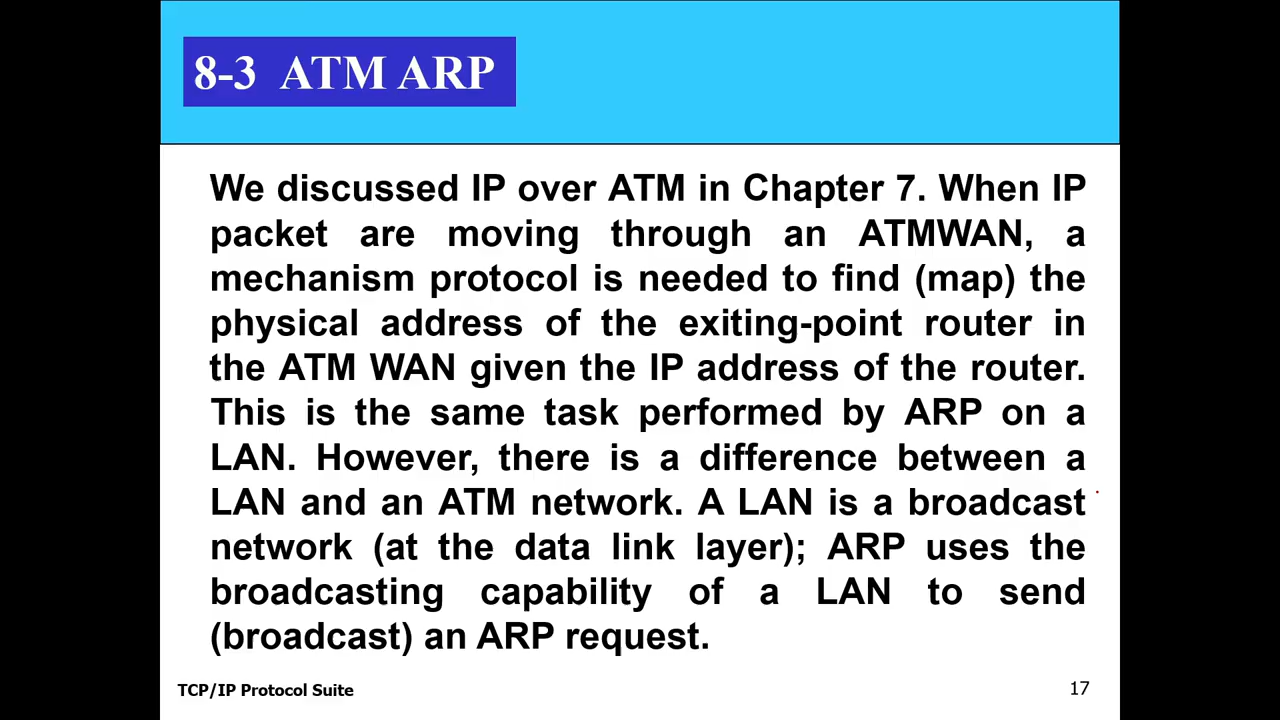 8-3 ATM ARP
We discussed IP over ATM in Chapter 7. When IP
packet are moving through an ATMWAN, a
mechanism protocol is needed to find (map) the
physical address of the exiting-point router in
the ATM WAN given the IP address of the router.
This is the same task performed by ARP on a
LAN. However, there is a difference between a
LAN and an ATM network. A LAN is a broadcast
network (at the data link layer); ARP uses the
broadcasting capability of a LAN to send
(broadcast) an ARP request.
TCP/IP Protocol Suite
17